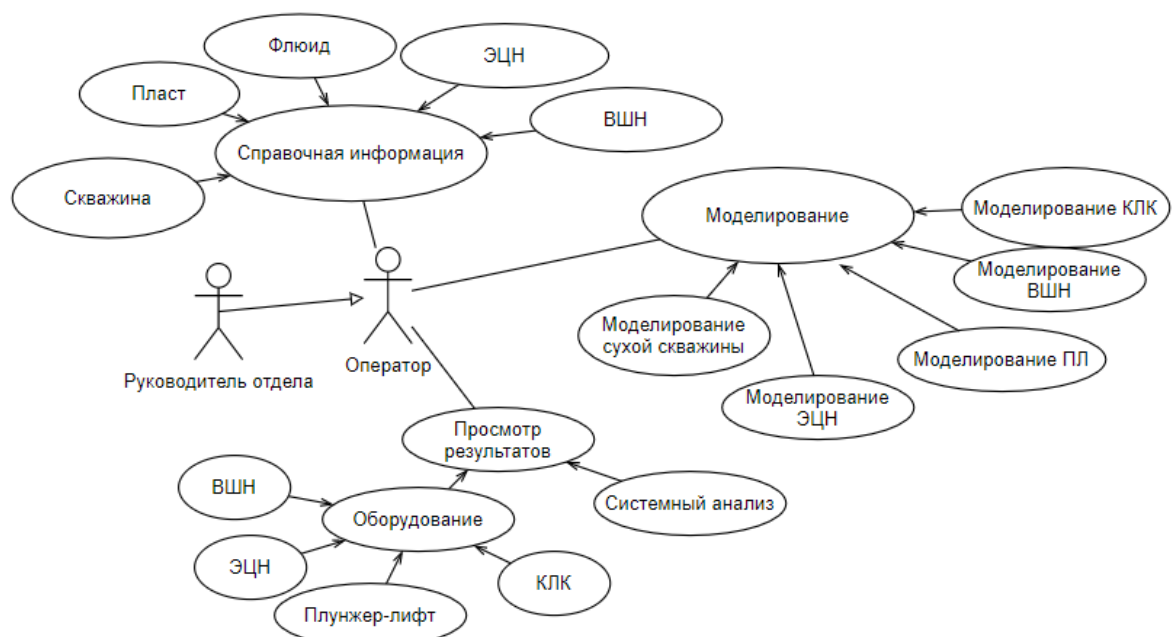 Флюид
ЭЦН
Пласт
ВШН
Справочная информация
Скважина
Моделирование
Моделирование КЛК
Моделирование
ВШН
Моделирование
сухой скважины
Моделирование ПЛ
Моделирование
ЭЦН
Руководитель отдела
Оператор
Просмотр
результатов
Системный анализ
ВШН
Оборудование
ЭЦН
КЛК
Плунжер-лифт